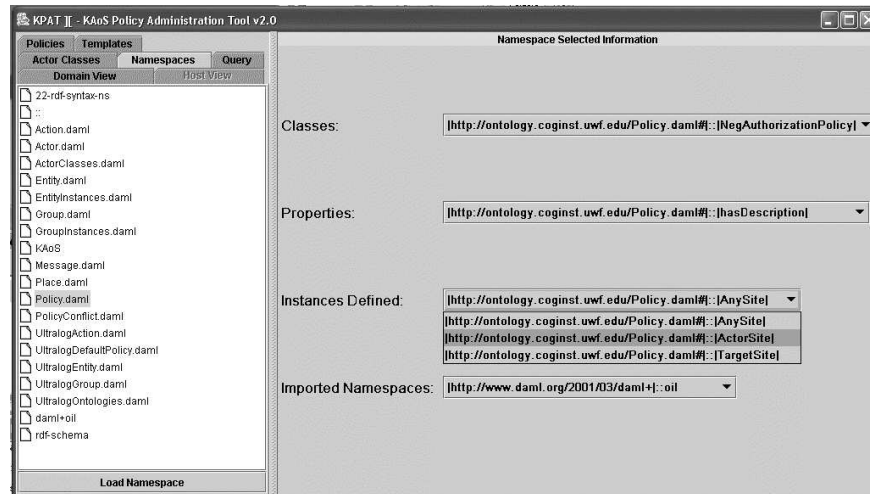 KPAT ][ - KAoS Policy Administration Tool v2.0
Policies Templates
Actor Classes Namespaces Query
Domain View Host View
22-rdf-syntax-ns
::
Action.daml
Actor.daml
ActorClasses.daml
Entity.daml
EntityInstances.daml
Group.daml
GroupInstances.daml
KAoS
Message.daml
Place.daml
Policy.daml
PolicyConflict.daml
UltralogAction.daml
UltralogDefaultPolicy.daml
UltralogEntity.daml
UltralogGroup.daml
UltralogOntologies.daml
daml+oil
rdf-schema
Load Namespace
Namespace Selected Information
Classes: |http://ontology.coginst.uwf.edu/Policy.daml#|::|NegAuthorizationPolicy|
Properties: |http://ontology.coginst.uwf.edu/Policy.daml#|::|hasDescription|
Instances Defined: |http://ontology.coginst.uwf.edu/Policy.daml#|::|AnySite|
|http://ontology.coginst.uwf.edu/Policy.daml#|::|AnySite|
|http://ontology.coginst.uwf.edu/Policy.daml#|::|ActorSite|
|http://ontology.coginst.uwf.edu/Policy.daml#|::|TargetSite|
Imported Namespaces: |http://www.daml.org/2001/03/daml+|::oil